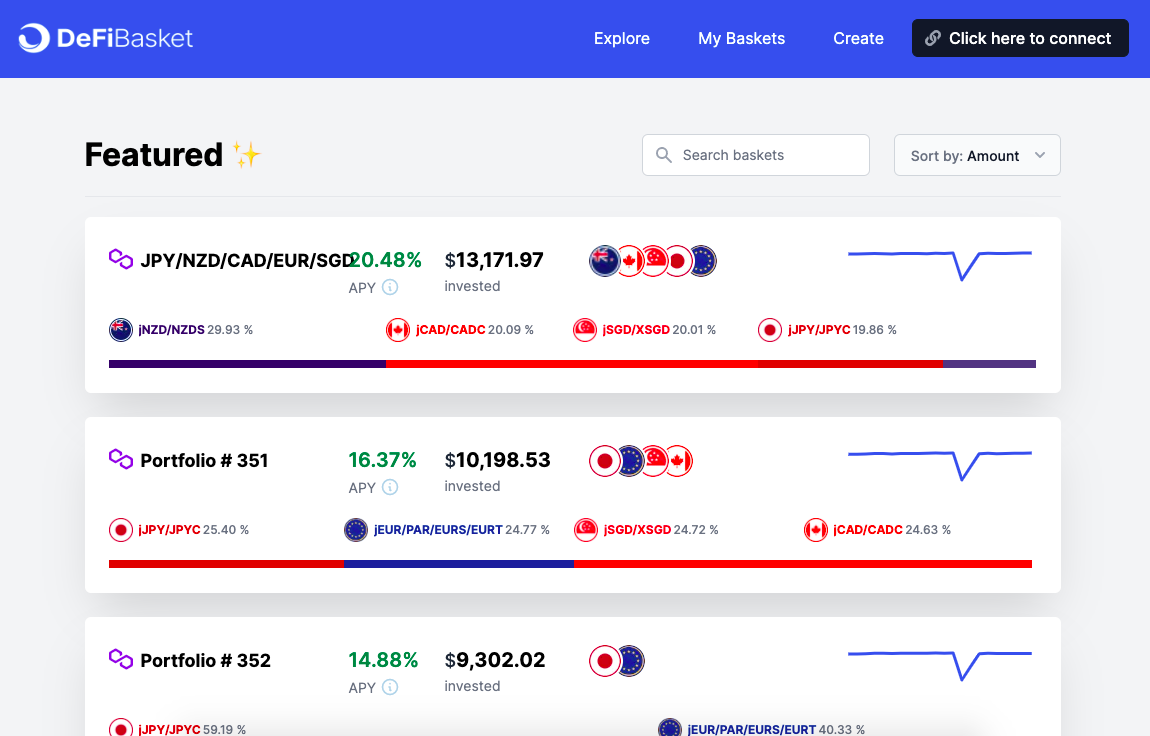 DeFiBasket Explore My Baskets Create Click here to connect
Featured ✨ Search baskets Sort by: Amount
JPY/NZD/CAD/EUR/SGD 20.48% $13,171.97
APY invested
jNZD/NZDS 29.93 % jCAD/CADC 20.09 % jSGD/XSGD 20.01 % jJPY/JPYC 19.86 %
Portfolio # 351 16.37% $10,198.53
APY invested
jJPY/JPYC 25.40 % jEUR/PAR/EURS/EURT 24.77 % jSGD/XSGD 24.72 % jCAD/CADC 24.63 %
Portfolio # 352 14.88% $9,302.02
APY invested
jJPY/JPYC 59.19 % jEUR/PAR/EURS/EURT 40.33 %